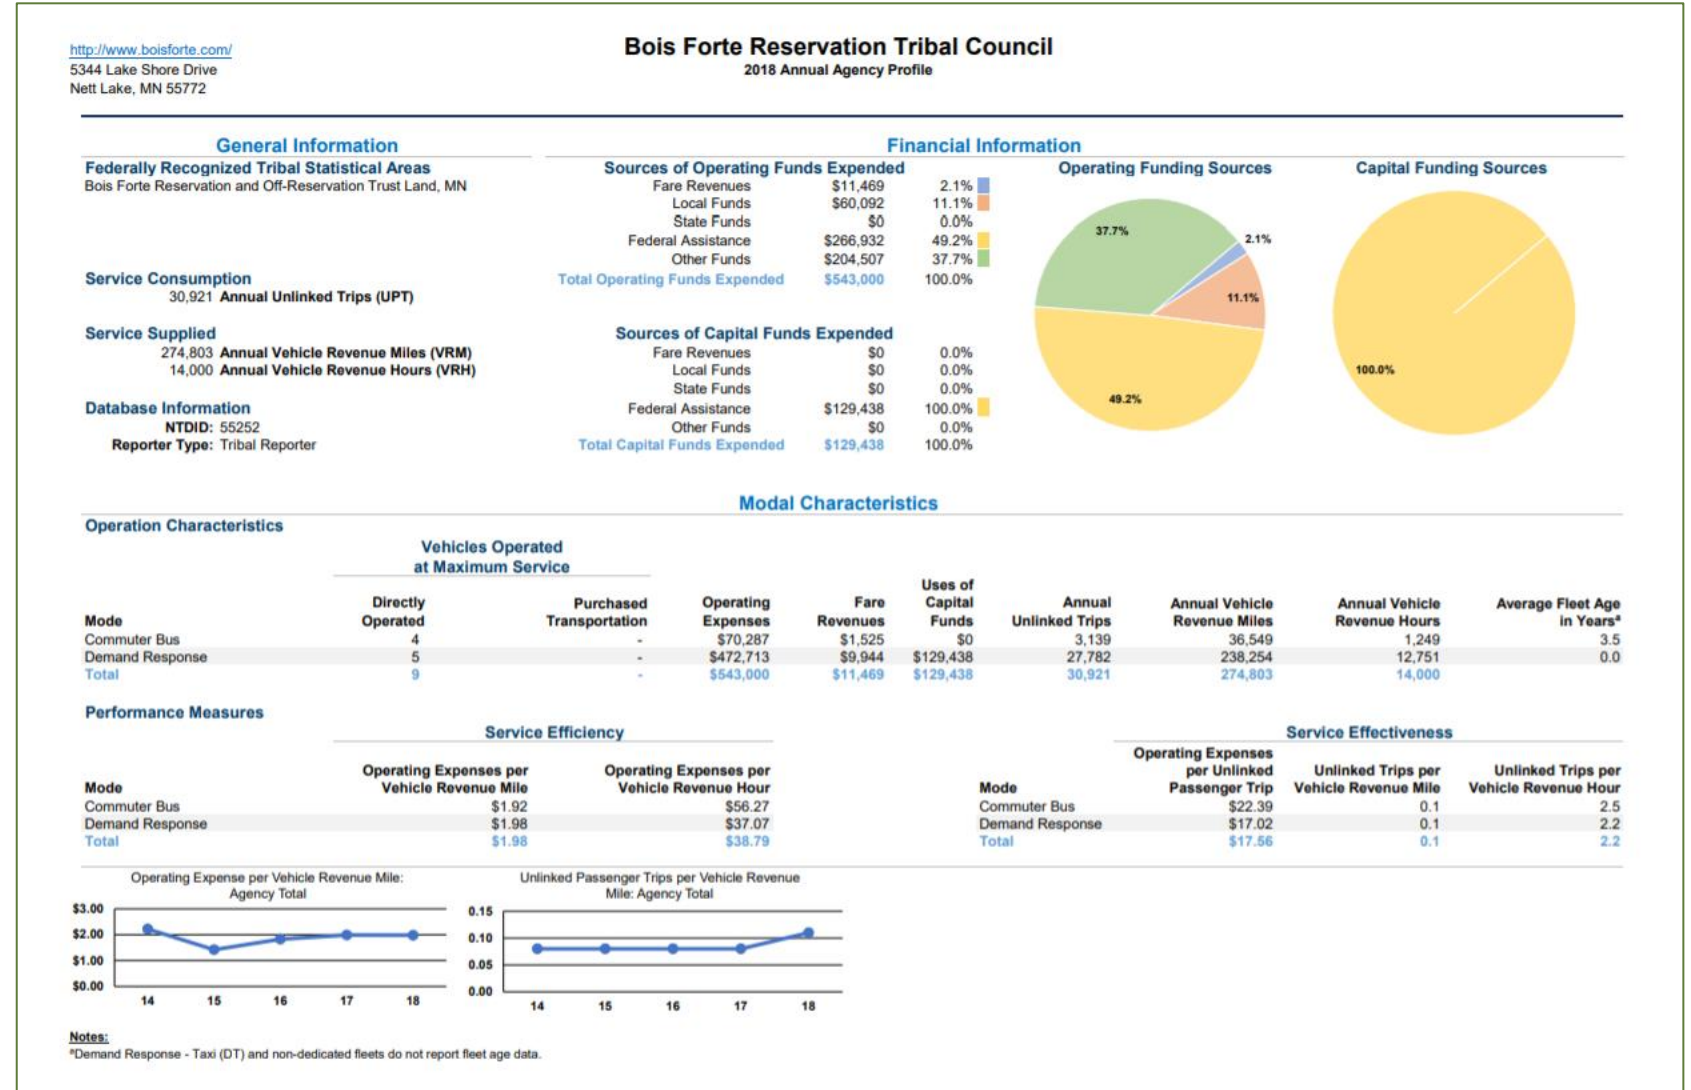 http://www.boisforte.com/
5344 Lake Shore Drive
Nett Lake, MN 55772
Bois Forte Reservation Tribal Council
2018 Annual Agency Profile
General Information
Federally Recognized Tribal Statistical Areas
Bois Forte Reservation and Off-Reservation Trust Land, MN
Service Consumption
30,921 Annual Unlinked Trips (UPT)
Service Supplied
274,803 Annual Vehicle Revenue Miles (VRM)
14,000 Annual Vehicle Revenue Hours (VRH)
Database Information
NTDID: 55252
Reporter Type: Tribal Reporter
Financial Information
Sources of Operating Funds Expended
Fare Revenues $11,469 2.1%
Local Funds $60,092 11.1%
State Funds $0 0.0%
Federal Assistance $266,932 49.2%
Other Funds $204,507 37.7%
Total Operating Funds Expended $543,000 100.0%
Sources of Capital Funds Expended
Fare Revenues $0 0.0%
Local Funds $0 0.0%
State Funds $0 0.0%
Federal Assistance $129,438 100.0%
Other Funds $0 0.0%
Total Capital Funds Expended $129,438 100.0%
Operating Funding Sources
37.7%
2.1%
11.1%
49.2%
Capital Funding Sources
100.0%
Modal Characteristics
Operation Characteristics
Vehicles Operated
at Maximum Service
Uses of
Directly Purchased Operating Fare Capital Annual Annual Vehicle Annual Vehicle Average Fleet Age
Mode Operated Transportation Expenses Revenues Funds Unlinked Trips Revenue Miles Revenue Hours in Yearsª
Commuter Bus 4 - $70,287 $1,525 $0 3,139 36,549 1,249 3.5
Demand Response 5 - $472,713 $9,944 $129,438 27,782 238,254 12,751 0.0
Total 9 - $543,000 $11,469 $129,438 30,921 274,803 14,000
Performance Measures
Service Efficiency
Operating Expenses per Operating Expenses per
Mode Vehicle Revenue Mile Vehicle Revenue Hour
Commuter Bus $1.92 $56.27
Demand Response $1.98 $37.07
Total $1.98 $38.79
Service Effectiveness
Operating Expenses
per Unlinked Unlinked Trips per Unlinked Trips per
Mode Passenger Trip Vehicle Revenue Mile Vehicle Revenue Hour
Commuter Bus $22.39 0.1 2.5
Demand Response $17.02 0.1 2.2
Total $17.56 0.1 2.2
Operating Expense per Vehicle Revenue Mile:
Agency Total
$3.00
$2.00
$1.00
$0.00
14 15 16 17 18
Unlinked Passenger Trips per Vehicle Revenue
Mile: Agency Total
0.15
0.10
0.05
0.00
14 15 16 17 18
Notes:
ªDemand Response - Taxi (DT) and non-dedicated fleets do not report fleet age data.